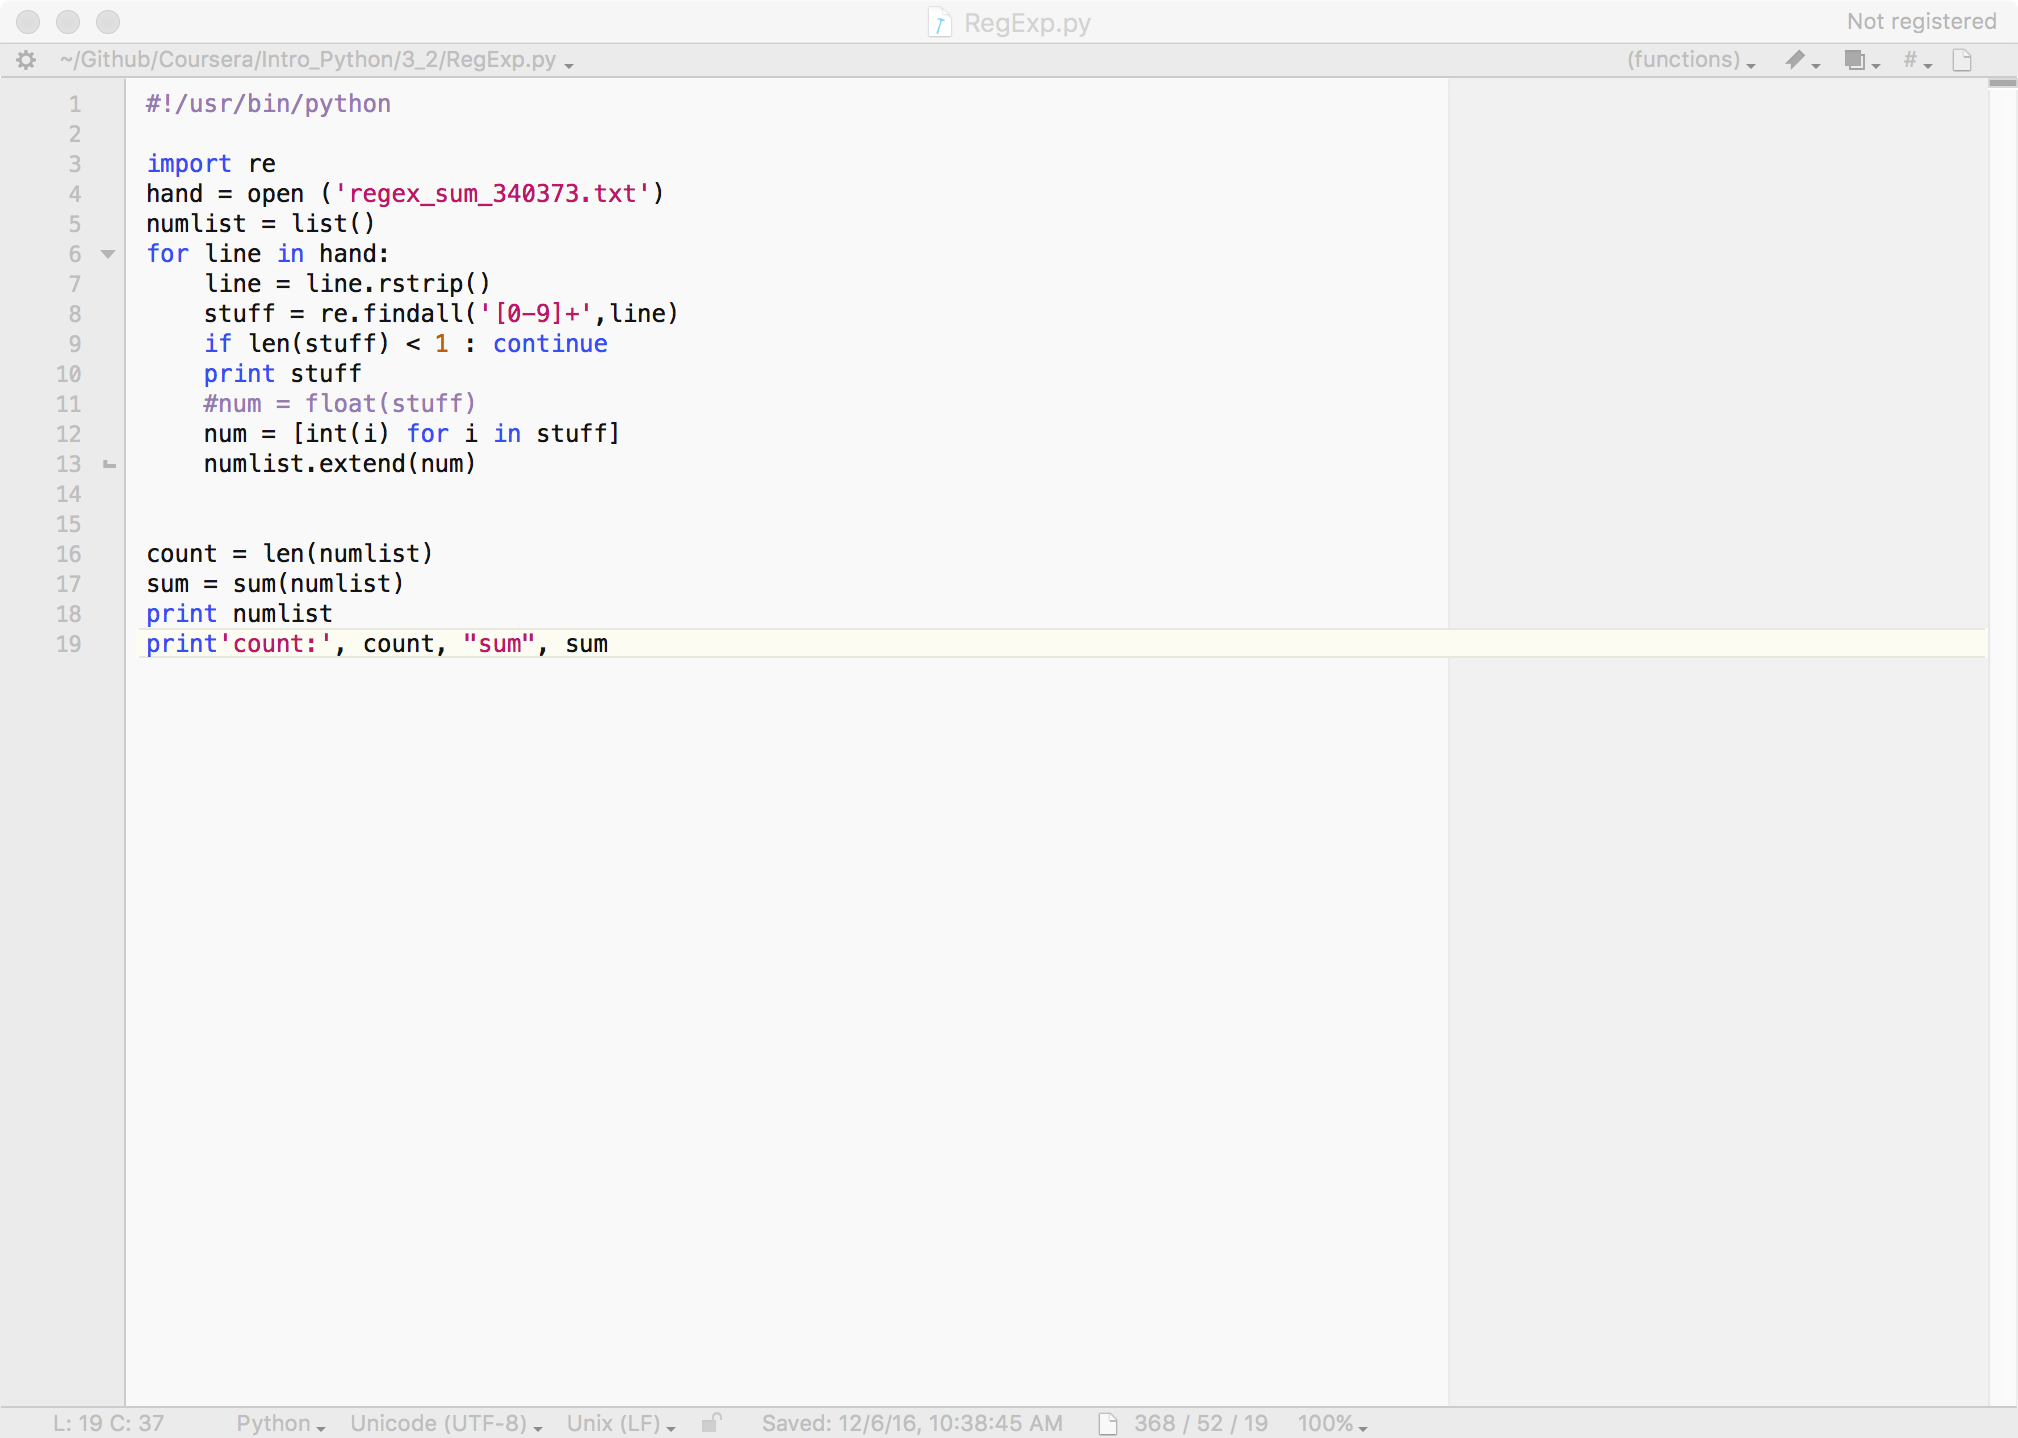 RegExp.py
Not registered
~/Github/Coursera/Intro_Python/3_2/RegExp.py
(functions)
#
1 #!/usr/bin/python
2
3 import re
4 hand = open ('regex_sum_340373.txt')
5 numlist = list()
6 for line in hand:
7     line = line.rstrip()
8     stuff = re.findall('[0-9]+',line)
9     if len(stuff) < 1 : continue
10     print stuff
11     #num = float(stuff)
12     num = [int(i) for i in stuff]
13     numlist.extend(num)
14
15
16 count = len(numlist)
17 sum = sum(numlist)
18 print numlist
19 print'count:', count, "sum", sum
L: 19 C: 37 Python Unicode (UTF-8) Unix (LF) Saved: 12/6/16, 10:38:45 AM 368 / 52 / 19 100%